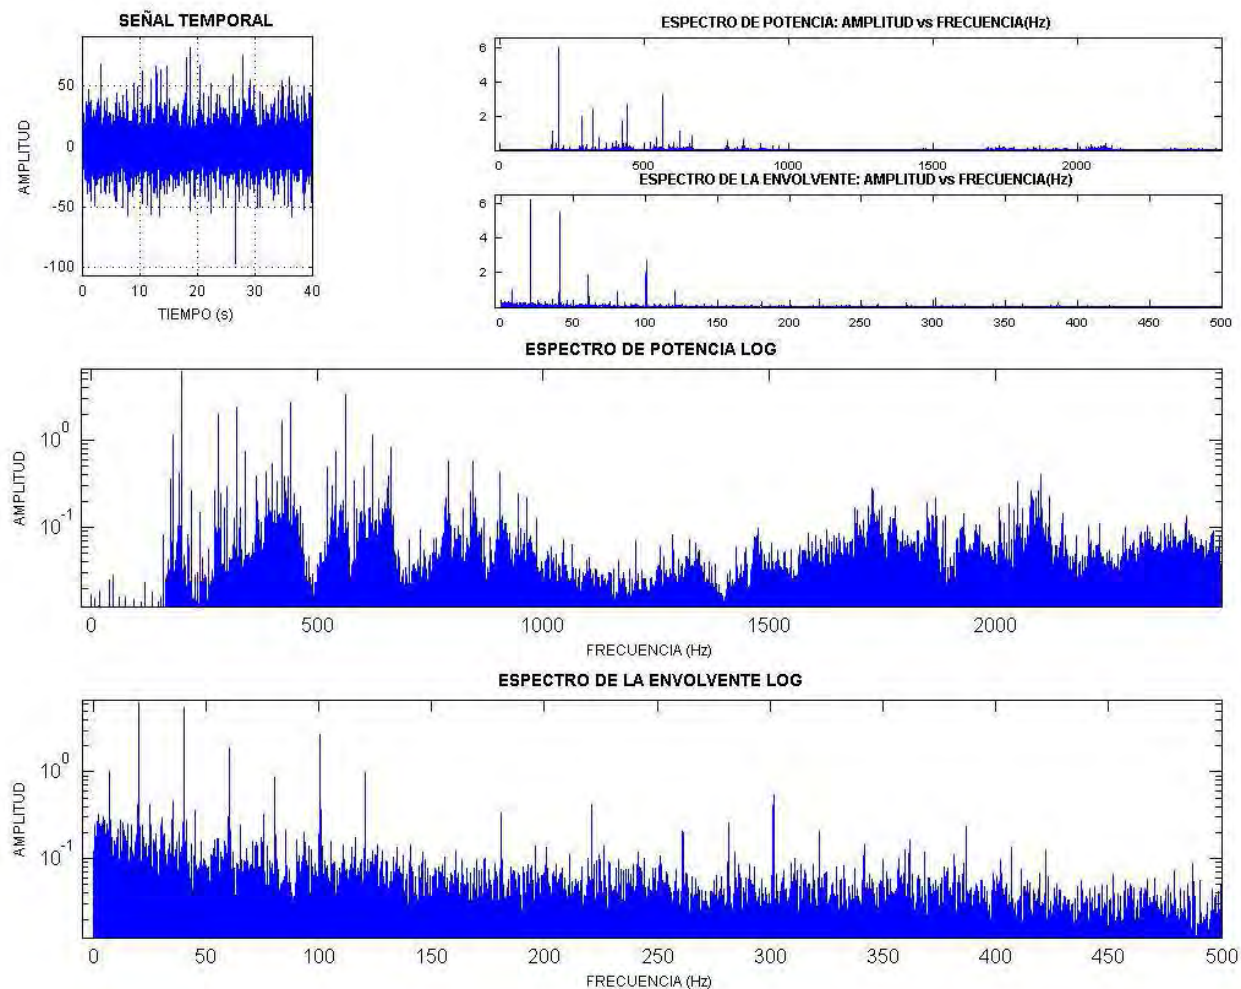 SEÑAL TEMPORAL
AMPLITUD
50
0
-50
-100
0 10 20 30 40
TIEMPO (s)
ESPECTRO DE POTENCIA: AMPLITUD vs FRECUENCIA(Hz)
6
4
2
0 500 1000 1500 2000
ESPECTRO DE LA ENVOLVENTE: AMPLITUD vs FRECUENCIA(Hz)
6
4
2
0 50 100 150 200 250 300 350 400 450 500
ESPECTRO DE POTENCIA LOG
AMPLITUD
10^0
10^-1
0 500 1000 1500 2000
FRECUENCIA (Hz)
ESPECTRO DE LA ENVOLVENTE LOG
AMPLITUD
10^0
10^-1
0 50 100 150 200 250 300 350 400 450 500
FRECUENCIA (Hz)